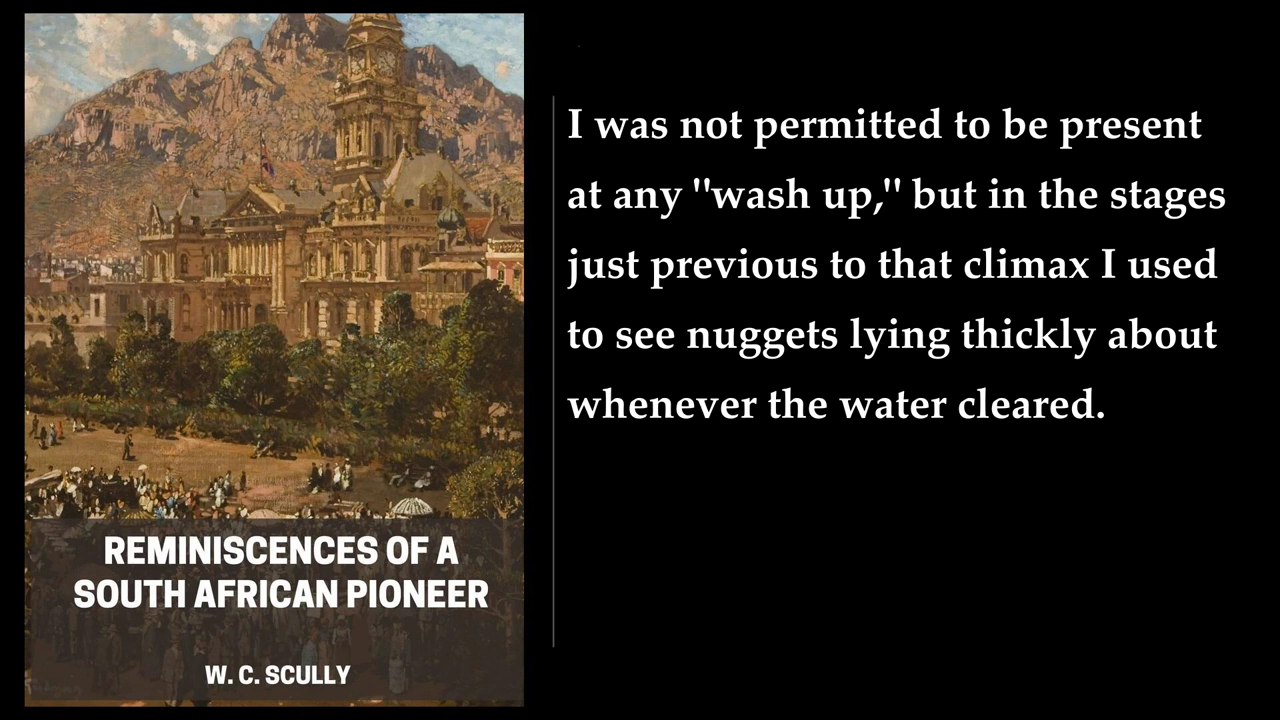 I was not permitted to be present
at any "wash up," but in the stages
just previous to that climax I used
to see nuggets lying thickly about
whenever the water cleared.
REMINISCENCES OF A
SOUTH AFRICAN PIONEER
W. C. SCULLY